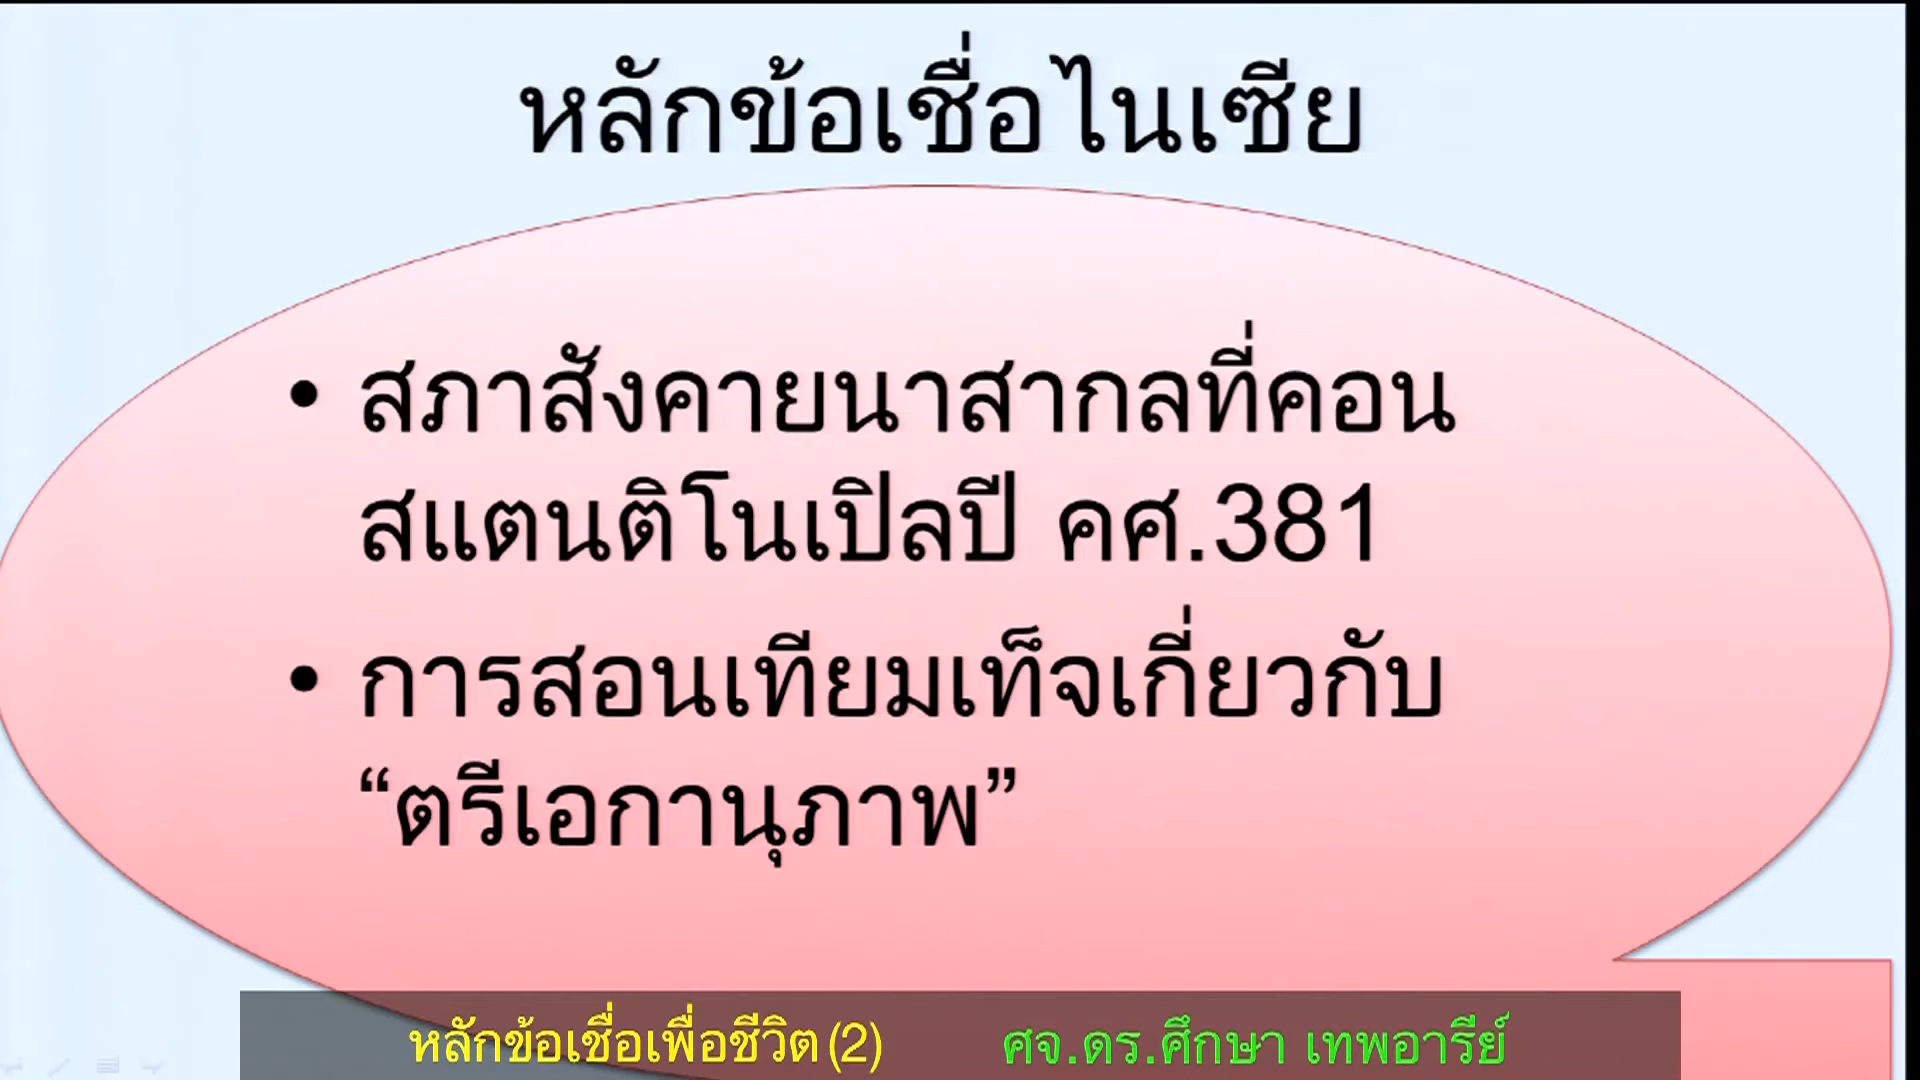 หลักข้อเชื่อไนเซีย
• สภาสังคายนาสากลที่คอน
สแตนติโนเปิลปี คศ.381
• การสอนเทียมเท็จเกี่ยวกับ
“ตรีเอกานุภาพ”
หลักข้อเชื่อเพื่อชีวิต (2) ศจ.ดร.ศึกษา เทพอารีย์